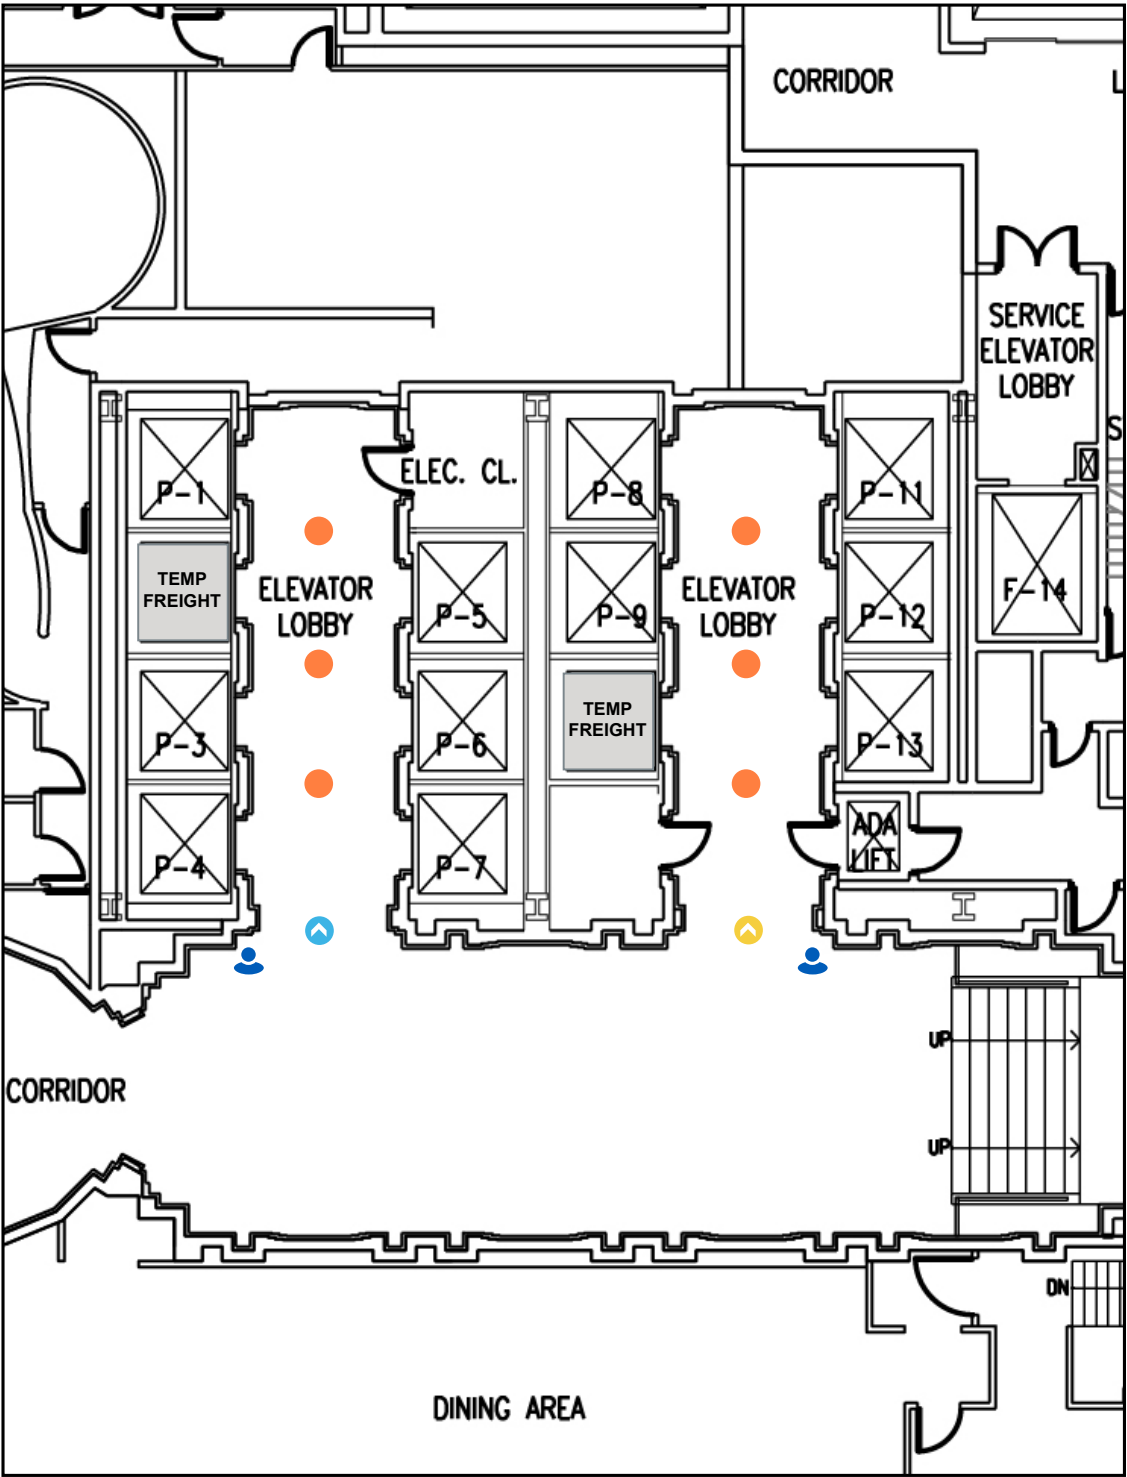 CORRIDOR
L
SERVICE
ELEVATOR
LOBBY
S
P-1
ELEC. CL.
P-8
P-11
TEMP
FREIGHT
ELEVATOR
LOBBY
P-5
P-9
ELEVATOR
LOBBY
P-12
F-14
P-3
P-6
TEMP
FREIGHT
P-13
P-4
P-7
ADA
LIFT
UP
CORRIDOR
UP
DN
DINING AREA